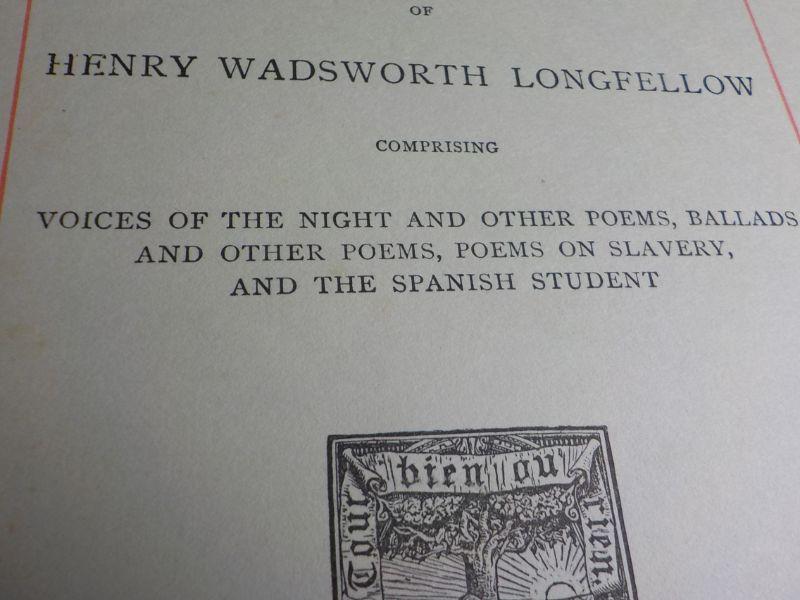 OF
HENRY WADSWORTH LONGFELLOW
COMPRISING
VOICES OF THE NIGHT AND OTHER POEMS, BALLADS
AND OTHER POEMS, POEMS ON SLAVERY,
AND THE SPANISH STUDENT
Tout bien ou rien.